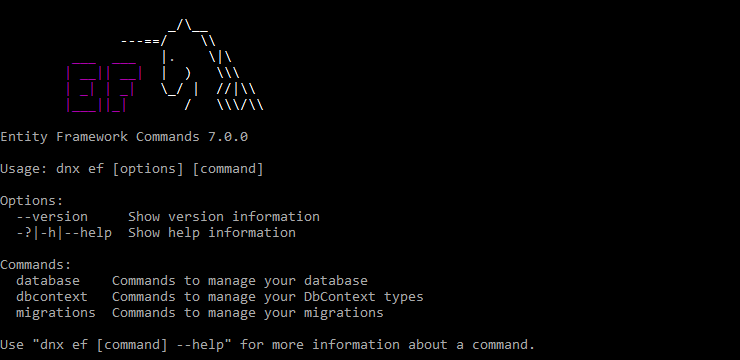 EF
Entity Framework Commands 7.0.0
Usage: dnx ef [options] [command]
Options:
--version Show version information
-?|-h|--help Show help information
Commands:
database Commands to manage your database
dbcontext Commands to manage your DbContext types
migrations Commands to manage your migrations
Use "dnx ef [command] --help" for more information about a command.